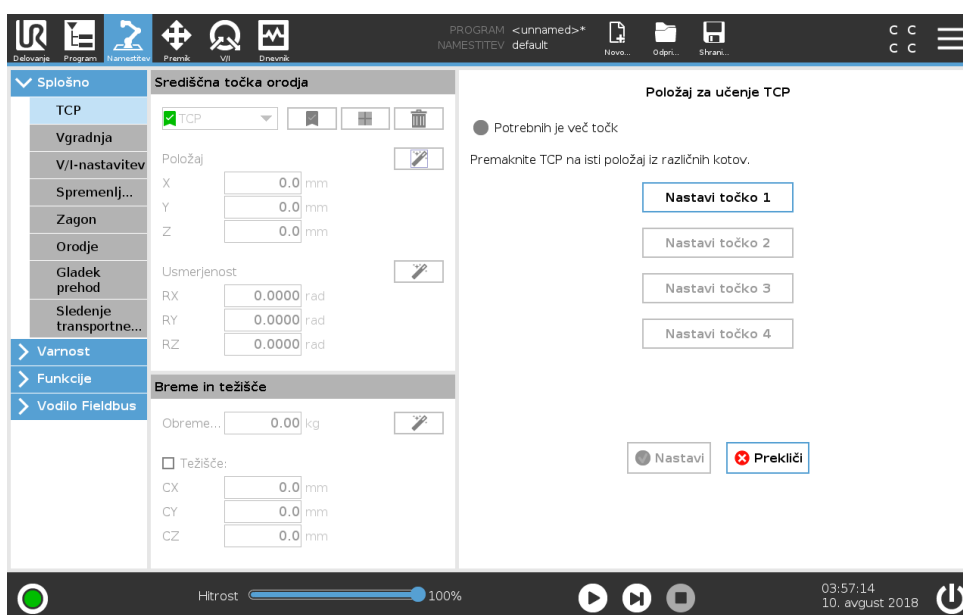 PROGRAM <unnamed>*
NAMESTITEV default
Delovanje
Program
Namestitev
Premik
V/I
Dnevnik
Novo...
Odpri...
Shrani...
C C
C C
Splošno
TCP
Vgradnja
V/I-nastavitev
Spremenlj...
Zagon
Orodje
Gladek
prehod
Sledenje
transportne...
Varnost
Funkcije
Vodilo Fieldbus
Središčna točka orodja
TCP
Položaj
X 0.0 mm
Y 0.0 mm
Z 0.0 mm
Usmerjenost
RX 0.0000 rad
RY 0.0000 rad
RZ 0.0000 rad
Breme in težišče
Obreme... 0.00 kg
Težišče:
CX 0.0 mm
CY 0.0 mm
CZ 0.0 mm
Položaj za učenje TCP
Potrebnih je več točk
Premaknite TCP na isti položaj iz različnih kotov.
Nastavi točko 1
Nastavi točko 2
Nastavi točko 3
Nastavi točko 4
Nastavi
Prekliči
Hitrost 100%
03:57:14
10. avgust 2018